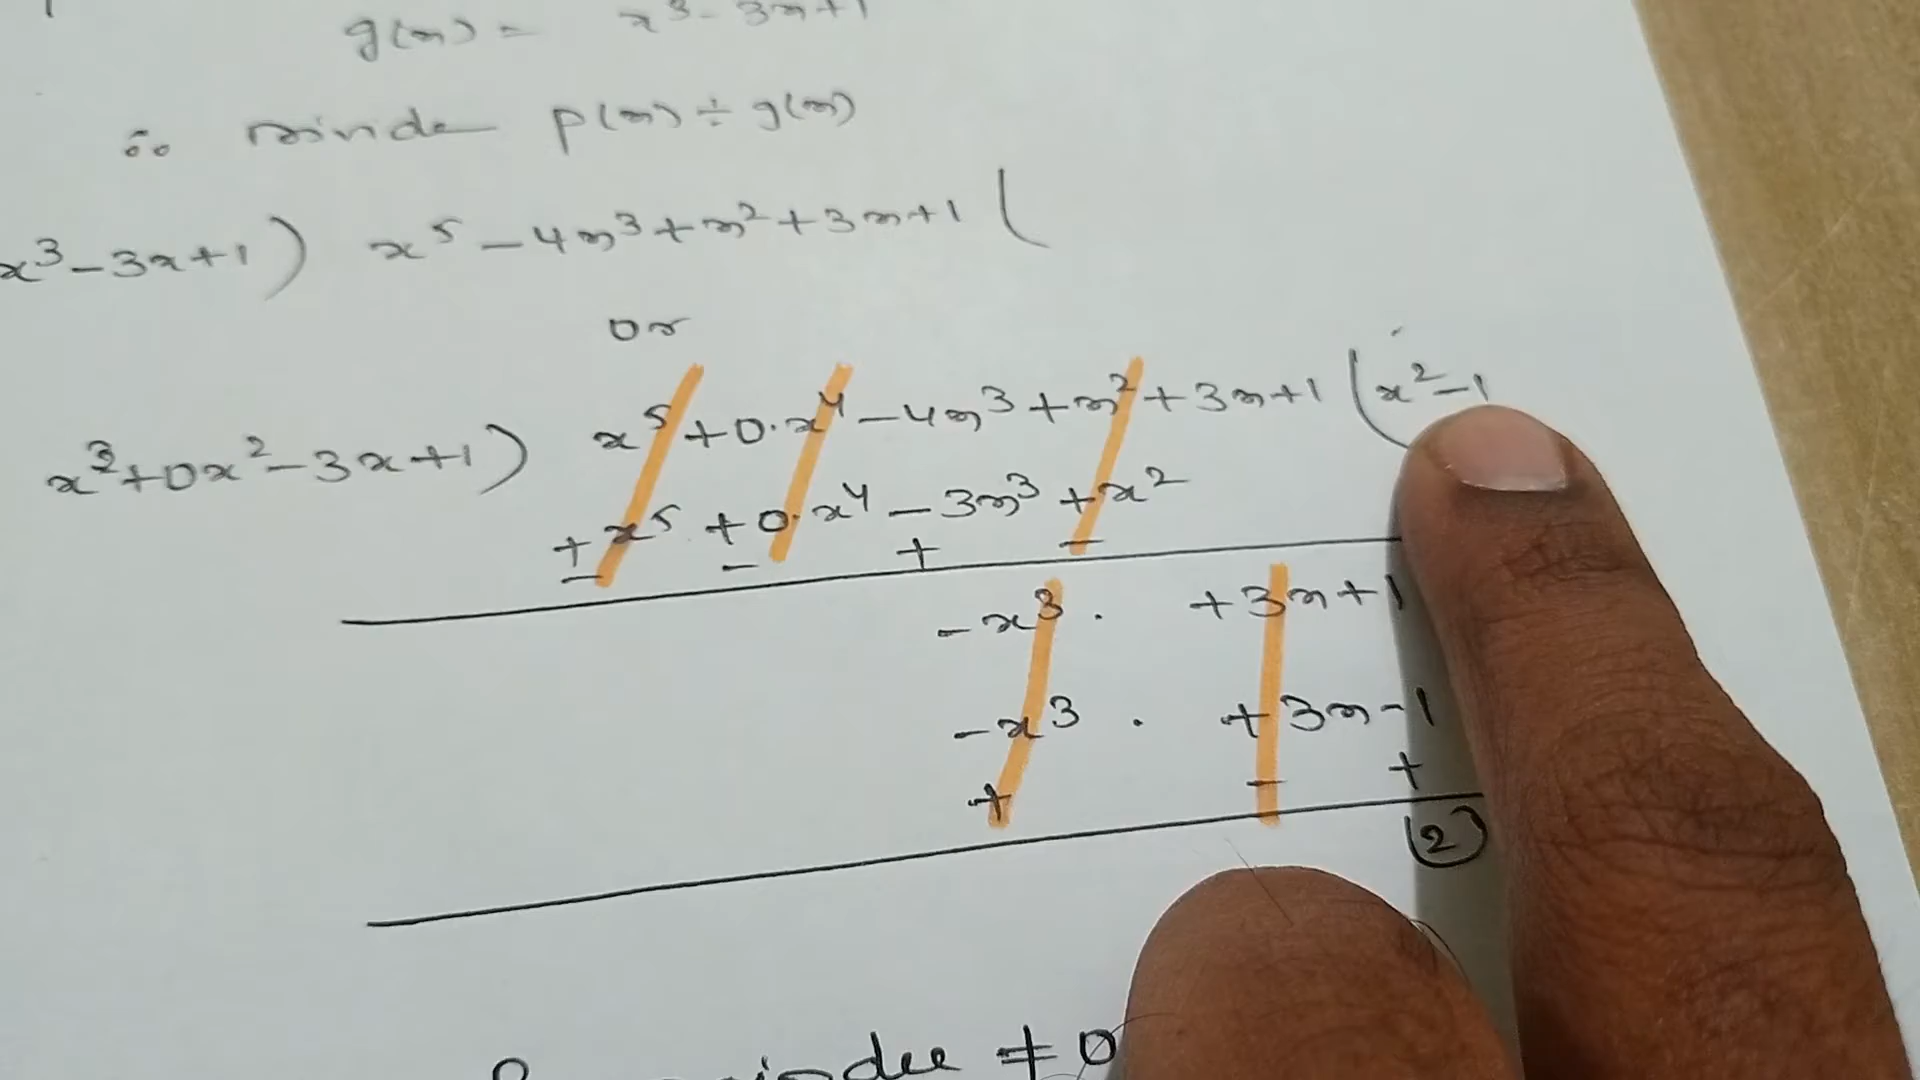 g(x) = x³ - 3x + 1
∴ Divide p(x) ÷ g(x)
x³ - 3x + 1 ) x⁵ - 4x³ + x² + 3x + 1 (
or
x³ + 0x² - 3x + 1 ) x⁵ + 0·x⁴ - 4x³ + x² + 3x + 1 ( x² - 1
+ x⁵ + 0·x⁴ - 3x³ + x²
- - + -
- x³ . + 3x + 1
- x³ . + 3x - 1
+ - +
2
≠ 0